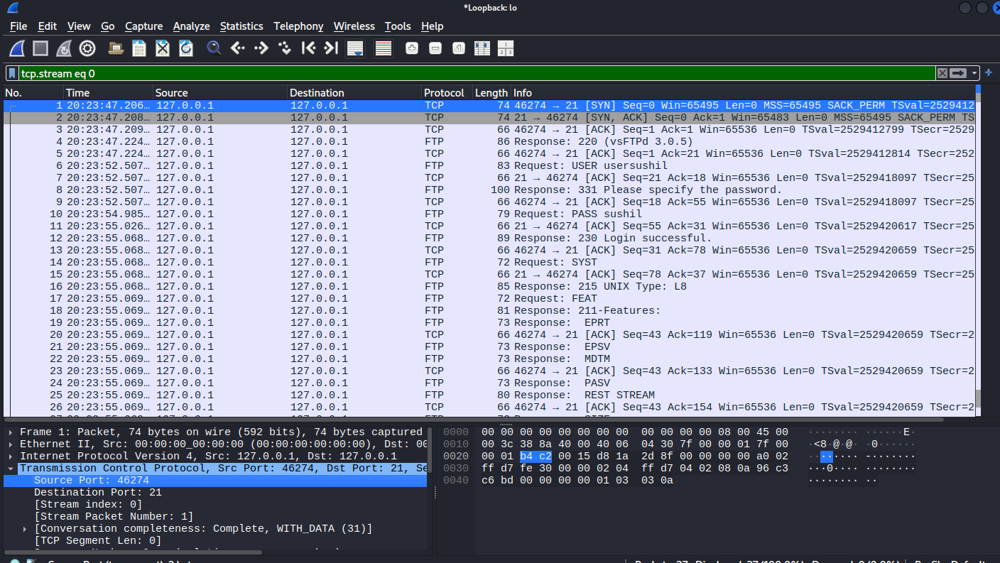 *Loopback: lo
File Edit View Go Capture Analyze Statistics Telephony Wireless Tools Help
tcp.stream eq 0
No. Time Source Destination Protocol Length Info
1 20:23:47.206… 127.0.0.1 127.0.0.1 TCP 74 46274 → 21 [SYN] Seq=0 Win=65495 Len=0 MSS=65495 SACK_PERM TSval=2529412
2 20:23:47.208… 127.0.0.1 127.0.0.1 TCP 74 21 → 46274 [SYN, ACK] Seq=0 Ack=1 Win=65483 Len=0 MSS=65495 SACK_PERM TS
3 20:23:47.209… 127.0.0.1 127.0.0.1 TCP 66 46274 → 21 [ACK] Seq=1 Ack=1 Win=65536 Len=0 TSval=2529412799 TSecr=2529
4 20:23:47.224… 127.0.0.1 127.0.0.1 FTP 86 Response: 220 (vsFTPd 3.0.5)
5 20:23:47.224… 127.0.0.1 127.0.0.1 TCP 66 46274 → 21 [ACK] Seq=1 Ack=21 Win=65536 Len=0 TSval=2529412814 TSecr=252
6 20:23:52.507… 127.0.0.1 127.0.0.1 FTP 83 Request: USER usersushil
7 20:23:52.507… 127.0.0.1 127.0.0.1 TCP 66 21 → 46274 [ACK] Seq=21 Ack=18 Win=65536 Len=0 TSval=2529418097 TSecr=25
8 20:23:52.507… 127.0.0.1 127.0.0.1 FTP 100 Response: 331 Please specify the password.
9 20:23:52.507… 127.0.0.1 127.0.0.1 TCP 66 46274 → 21 [ACK] Seq=18 Ack=55 Win=65536 Len=0 TSval=2529418097 TSecr=25
10 20:23:54.985… 127.0.0.1 127.0.0.1 FTP 79 Request: PASS sushil
11 20:23:55.026… 127.0.0.1 127.0.0.1 TCP 66 21 → 46274 [ACK] Seq=55 Ack=31 Win=65536 Len=0 TSval=2529420617 TSecr=25
12 20:23:55.068… 127.0.0.1 127.0.0.1 FTP 89 Response: 230 Login successful.
13 20:23:55.068… 127.0.0.1 127.0.0.1 TCP 66 46274 → 21 [ACK] Seq=31 Ack=78 Win=65536 Len=0 TSval=2529420659 TSecr=25
14 20:23:55.068… 127.0.0.1 127.0.0.1 FTP 72 Request: SYST
15 20:23:55.068… 127.0.0.1 127.0.0.1 TCP 66 21 → 46274 [ACK] Seq=78 Ack=37 Win=65536 Len=0 TSval=2529420659 TSecr=25
16 20:23:55.068… 127.0.0.1 127.0.0.1 FTP 85 Response: 215 UNIX Type: L8
17 20:23:55.069… 127.0.0.1 127.0.0.1 FTP 72 Request: FEAT
18 20:23:55.069… 127.0.0.1 127.0.0.1 FTP 81 Response: 211-Features:
19 20:23:55.069… 127.0.0.1 127.0.0.1 FTP 73 Response:  EPRT
20 20:23:55.069… 127.0.0.1 127.0.0.1 TCP 66 46274 → 21 [ACK] Seq=43 Ack=119 Win=65536 Len=0 TSval=2529420659 TSecr=2
21 20:23:55.069… 127.0.0.1 127.0.0.1 FTP 73 Response:  EPSV
22 20:23:55.069… 127.0.0.1 127.0.0.1 FTP 73 Response:  MDTM
23 20:23:55.069… 127.0.0.1 127.0.0.1 TCP 66 46274 → 21 [ACK] Seq=43 Ack=133 Win=65536 Len=0 TSval=2529420659 TSecr=2
24 20:23:55.069… 127.0.0.1 127.0.0.1 FTP 73 Response:  PASV
25 20:23:55.069… 127.0.0.1 127.0.0.1 FTP 80 Response:  REST STREAM
26 20:23:55.069… 127.0.0.1 127.0.0.1 TCP 66 46274 → 21 [ACK] Seq=43 Ack=154 Win=65536 Len=0 TSval=2529420659 TSecr=2
Frame 1: Packet, 74 bytes on wire (592 bits), 74 bytes captured
Ethernet II, Src: 00:00:00_00:00:00 (00:00:00:00:00:00), Dst: 00
Internet Protocol Version 4, Src: 127.0.0.1, Dst: 127.0.0.1
Transmission Control Protocol, Src Port: 46274, Dst Port: 21, Se
Source Port: 46274
Destination Port: 21
[Stream index: 0]
[Stream Packet Number: 1]
[Conversation completeness: Complete, WITH_DATA (31)]
[TCP Segment Len: 0]
0000 00 00 00 00 00 00 00 00 00 00 00 00 08 00 45 00 ········ ······E·
0010 00 3c 38 8a 40 00 40 06 04 30 7f 00 00 01 7f 00 ·<8·@·@· ·0······
0020 00 01 b4 c2 00 15 d8 1a 2d 8f 00 00 00 00 a0 02 ········ -·······
0030 ff d7 fe 30 00 00 02 04 ff d7 04 02 08 0a 96 c3 ···0···· ········
0040 c6 bd 00 00 00 00 01 03 03 0a ········ ··